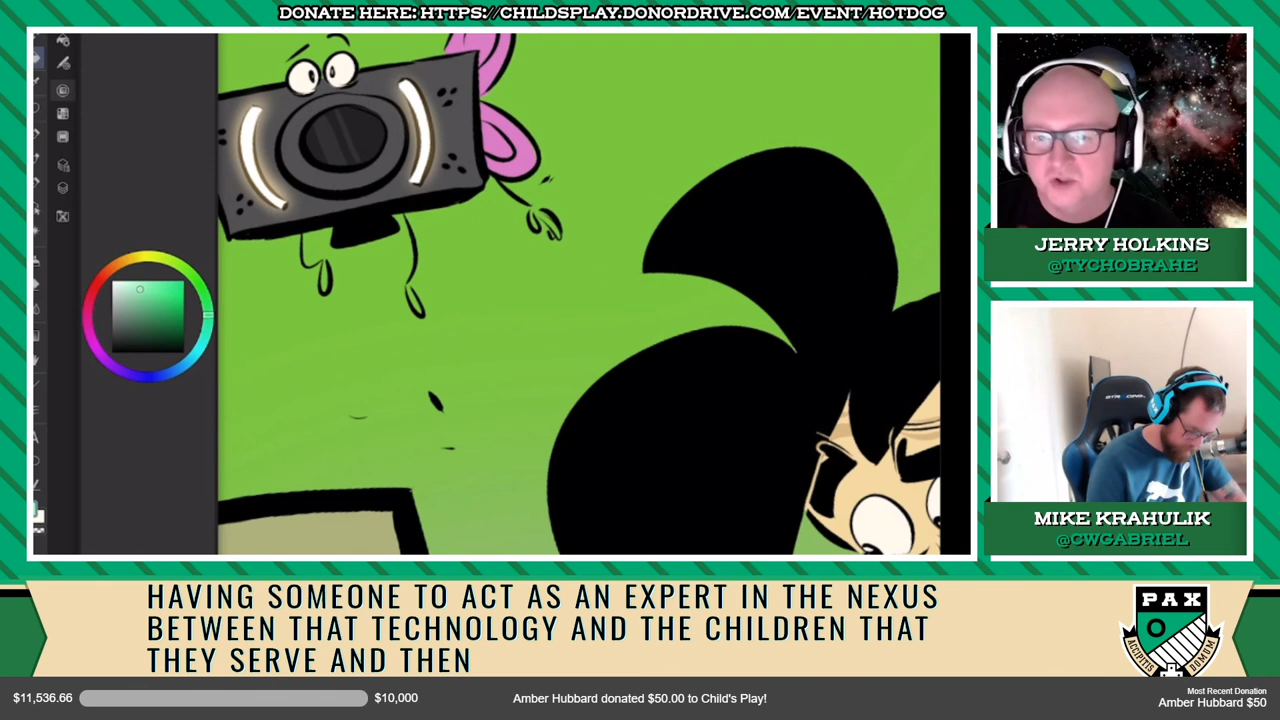 DONATE HERE: HTTPS://CHILDSPLAY.DONORDRIVE.COM/EVENT/HOTDOG
JERRY HOLKINS
@TYCHOBRAHE
MIKE KRAHULIK
@CWGABRIEL
HAVING SOMEONE TO ACT AS AN EXPERT IN THE NEXUS
BETWEEN THAT TECHNOLOGY AND THE CHILDREN THAT
THEY SERVE AND THEN
PAX
ACCIPITIS DOMUM
$11,536.66
$10,000
Amber Hubbard donated $50.00 to Child's Play!
Most Recent Donation
Amber Hubbard $50